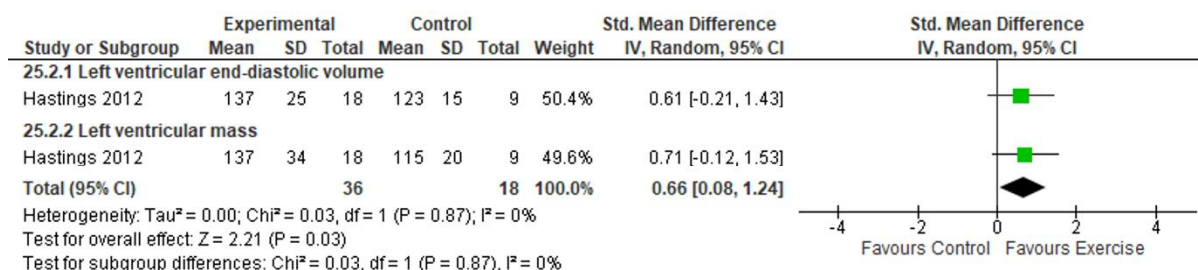 Experimental Control Std. Mean Difference Std. Mean Difference
Study or Subgroup Mean SD Total Mean SD Total Weight IV, Random, 95% CI IV, Random, 95% CI
25.2.1 Left ventricular end-diastolic volume
Hastings 2012 137 25 18 123 15 9 50.4% 0.61 [-0.21, 1.43]
25.2.2 Left ventricular mass
Hastings 2012 137 34 18 115 20 9 49.6% 0.71 [-0.12, 1.53]
Total (95% CI) 36 18 100.0% 0.66 [0.08, 1.24]
Heterogeneity: Tau² = 0.00; Chi² = 0.03, df = 1 (P = 0.87); I² = 0%
Test for overall effect: Z = 2.21 (P = 0.03)
Test for subgroup differences: Chi² = 0.03, df = 1 (P = 0.87), I² = 0%
-4 -2 0 2 4
Favours Control Favours Exercise